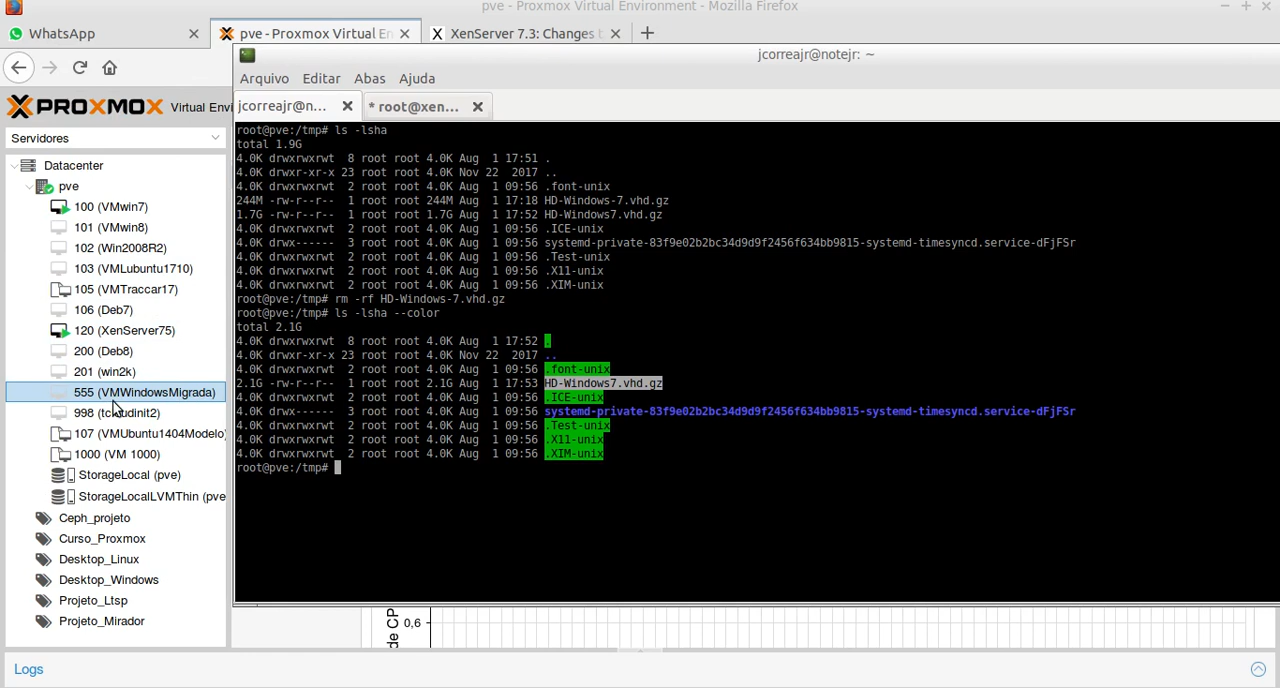 pve - Proxmox Virtual Environment - Mozilla Firefox
WhatsApp
pve - Proxmox Virtual En
XenServer 7.3: Changes t
jcorreajr@notejr: ~
Arquivo Editar Abas Ajuda
jcorreajr@n...
* root@xen...
PROXMOX Virtual Envi
Servidores
Datacenter
pve
100 (VMwin7)
101 (VMwin8)
102 (Win2008R2)
103 (VMLubuntu1710)
105 (VMTraccar17)
106 (Deb7)
120 (XenServer75)
200 (Deb8)
201 (win2k)
555 (VMWindowsMigrada)
998
107 (VMUbuntu1404Modelo)
1000 (VM 1000)
StorageLocal (pve)
StorageLocalLVMThin (pve
Ceph_projeto
Curso_Proxmox
Desktop_Linux
Desktop_Windows
Projeto_Ltsp
Projeto_Mirador
root@pve:/tmp# ls -lsha
total 1.9G
4.0K drwxrwxrwt  8 root root 4.0K Aug  1 17:51 .
4.0K drwxr-xr-x 23 root root 4.0K Nov 22  2017 ..
4.0K drwxrwxrwt  2 root root 4.0K Aug  1 09:56 .font-unix
244M -rw-r--r--  1 root root 244M Aug  1 17:18 HD-Windows-7.vhd.gz
1.7G -rw-r--r--  1 root root 1.7G Aug  1 17:52 HD-Windows7.vhd.gz
4.0K drwxrwxrwt  2 root root 4.0K Aug  1 09:56 .ICE-unix
4.0K drwx------  3 root root 4.0K Aug  1 09:56 systemd-private-83f9e02b2bc34d9d9f2456f634bb9815-systemd-timesyncd.service-dFjFSr
4.0K drwxrwxrwt  2 root root 4.0K Aug  1 09:56 .Test-unix
4.0K drwxrwxrwt  2 root root 4.0K Aug  1 09:56 .X11-unix
4.0K drwxrwxrwt  2 root root 4.0K Aug  1 09:56 .XIM-unix
root@pve:/tmp# rm -rf HD-Windows-7.vhd.gz
root@pve:/tmp# ls -lsha --color
total 2.1G
4.0K drwxrwxrwt  8 root root 4.0K Aug  1 17:52 .
4.0K drwxr-xr-x 23 root root 4.0K Nov 22  2017 ..
4.0K drwxrwxrwt  2 root root 4.0K Aug  1 09:56 .font-unix
2.1G -rw-r--r--  1 root root 2.1G Aug  1 17:53 HD-Windows7.vhd.gz
4.0K drwxrwxrwt  2 root root 4.0K Aug  1 09:56 .ICE-unix
4.0K drwx------  3 root root 4.0K Aug  1 09:56 systemd-private-83f9e02b2bc34d9d9f2456f634bb9815-systemd-timesyncd.service-dFjFSr
4.0K drwxrwxrwt  2 root root 4.0K Aug  1 09:56 .Test-unix
4.0K drwxrwxrwt  2 root root 4.0K Aug  1 09:56 .X11-unix
4.0K drwxrwxrwt  2 root root 4.0K Aug  1 09:56 .XIM-unix
root@pve:/tmp#
de CP
0,6
Logs